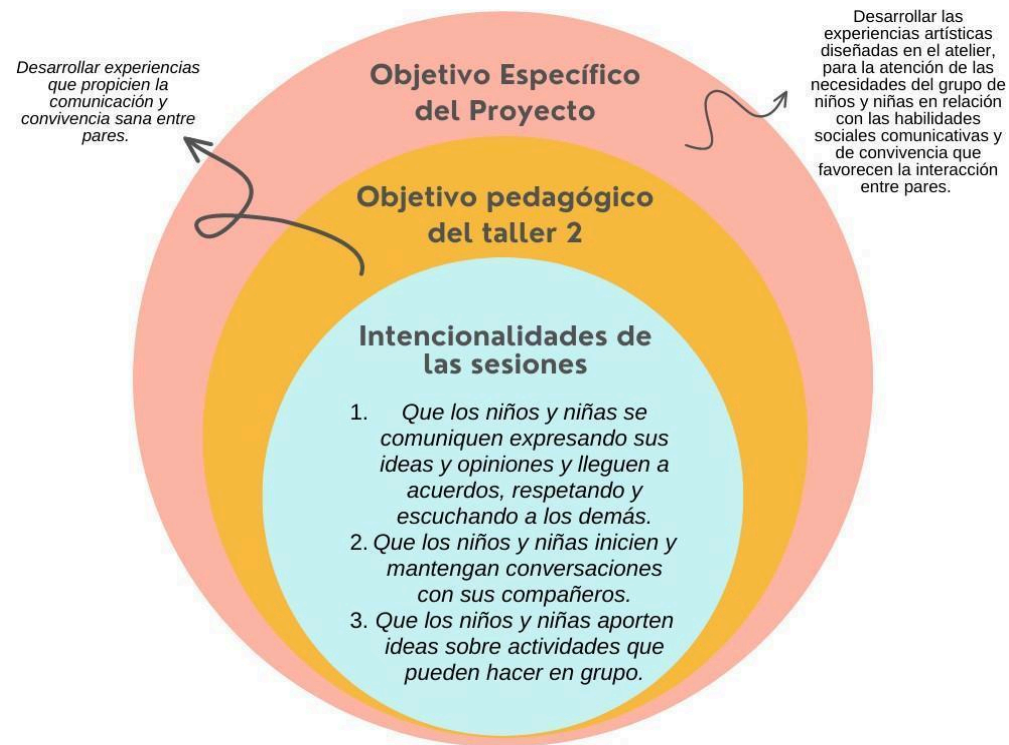 Desarrollar experiencias
que propicien la
comunicación y
convivencia sana entre
pares.
Objetivo Específico
del Proyecto
Desarrollar las
experiencias artísticas
diseñadas en el atelier,
para la atención de las
necesidades del grupo de
niños y niñas en relación
con las habilidades
sociales comunicativas y
de convivencia que
favorecen la interacción
entre pares.
Objetivo pedagógico
del taller 2
Intencionalidades de
las sesiones
1. Que los niños y niñas se
comuniquen expresando sus
ideas y opiniones y lleguen a
acuerdos, respetando y
escuchando a los demás.
2. Que los niños y niñas inicien y
mantengan conversaciones
con sus compañeros.
3. Que los niños y niñas aporten
ideas sobre actividades que
pueden hacer en grupo.